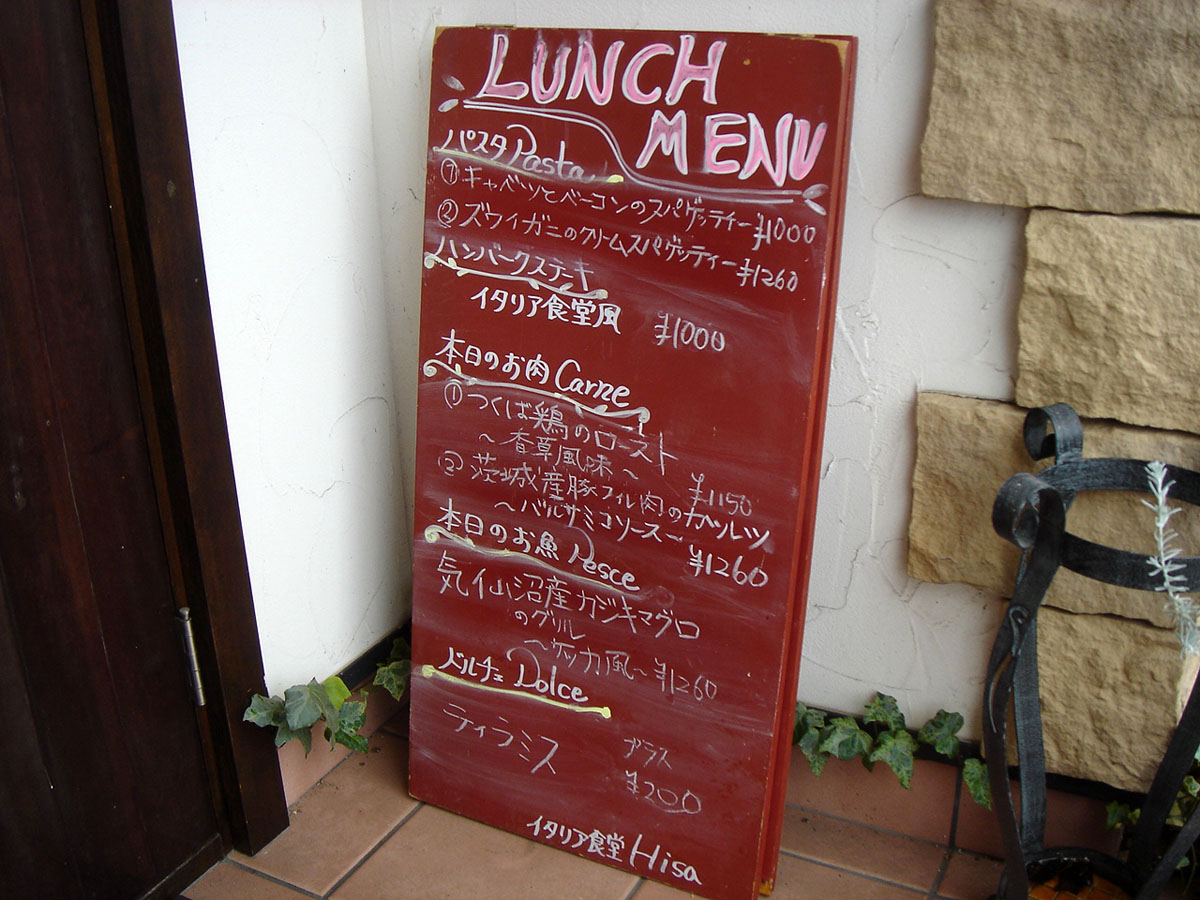 LUNCH
MENU
パスタ Pasta
① キャベツとベーコンのスパゲッティー ¥1000
② ズワイガニのクリームスパゲッティー ¥1260
ハンバークステーキ
イタリア食堂風 ¥1000
本日のお肉 Carne
① つくば鶏のロースト
～香草風味～ ¥1150
② 茨城産豚フィレ肉のカツレツ
～バルサミコソース～ ¥1260
本日のお魚 Pesce
気仙沼産カジキマグロ
のグリル
～ケッカ風～ ¥1260
ドルチェ Dolce
ティラミス プラス
¥200
イタリア食堂 Hisa